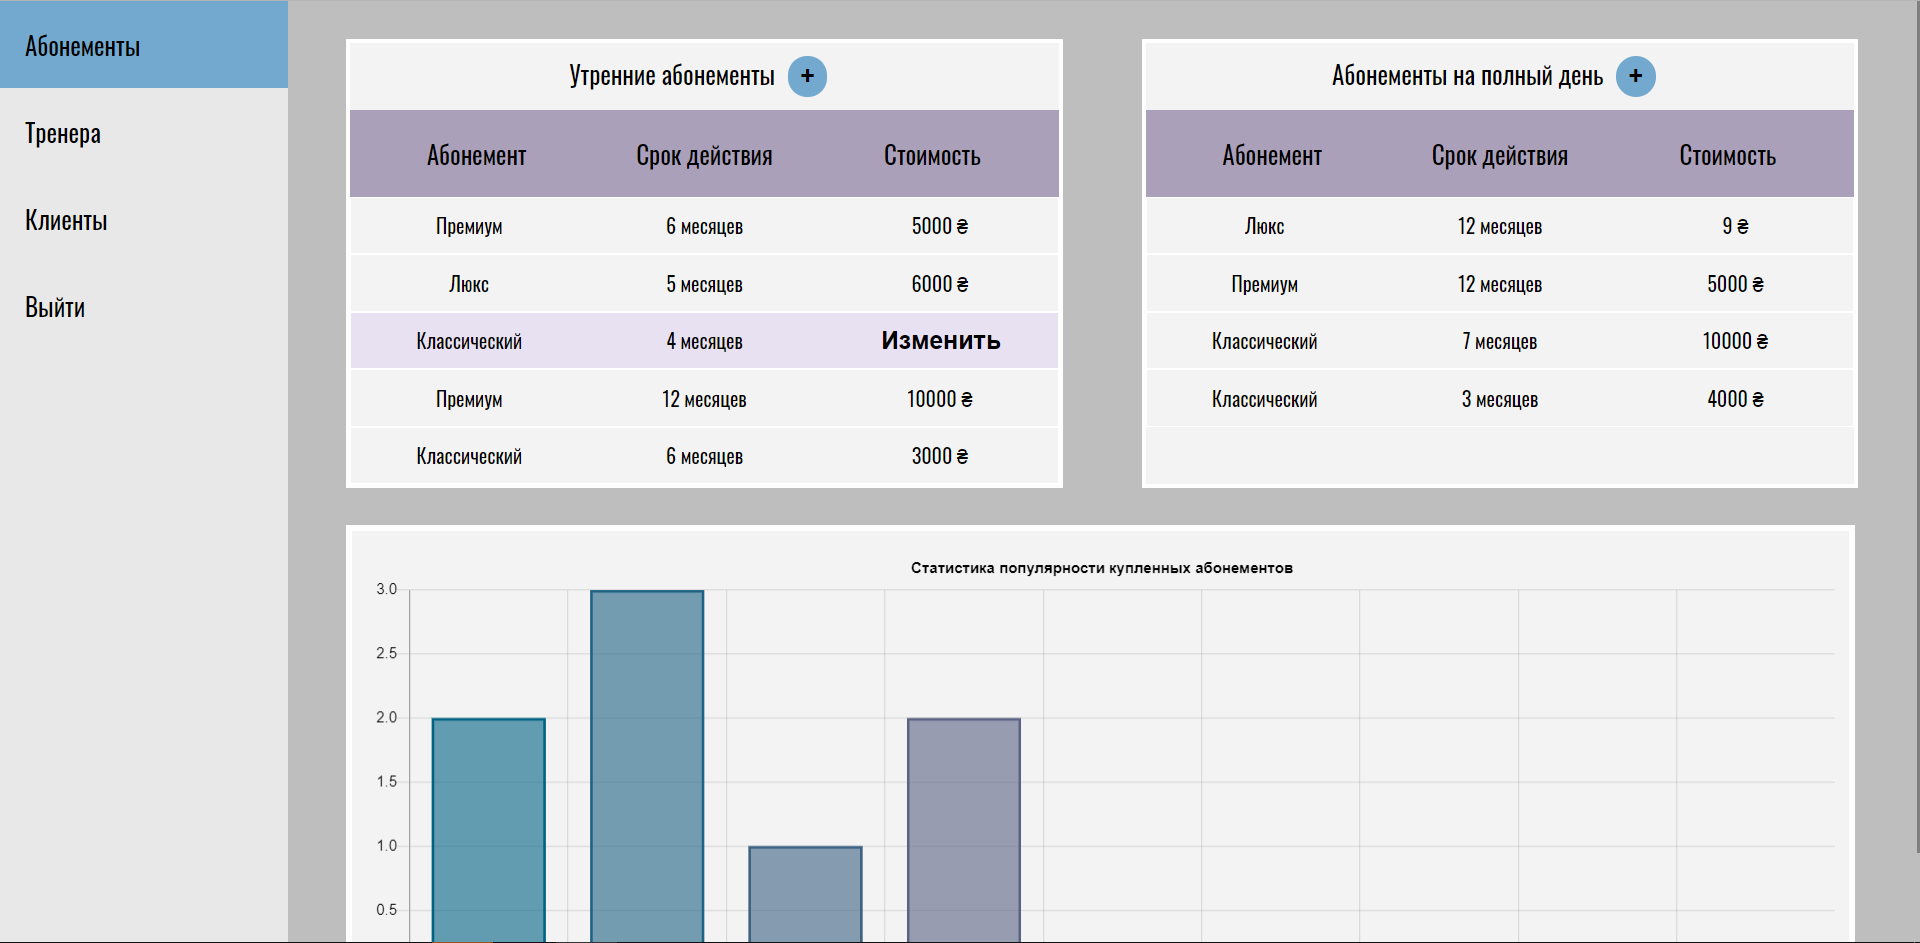 Абонементы
Тренера
Клиенты
Выйти
Утренние абонементы +
Абонемент Срок действия Стоимость
Премиум 6 месяцев 5000 ₴
Люкс 5 месяцев 6000 ₴
Классический 4 месяцев Изменить
Премиум 12 месяцев 10000 ₴
Классический 6 месяцев 3000 ₴
Абонементы на полный день +
Абонемент Срок действия Стоимость
Люкс 12 месяцев 9 ₴
Премиум 12 месяцев 5000 ₴
Классический 7 месяцев 10000 ₴
Классический 3 месяцев 4000 ₴
Статистика популярности купленных абонементов
3.0
2.5
2.0
1.5
1.0
0.5